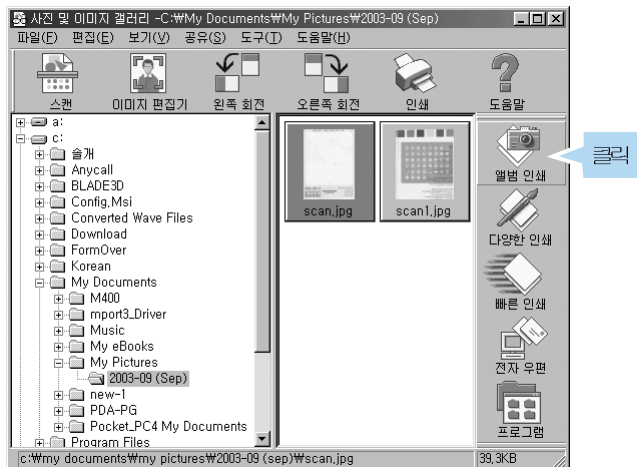 사진 및 이미지 갤러리 -C:₩My Documents₩My Pictures₩2003-09 (Sep)
파일(F) 편집(E) 보기(V) 공유(S) 도구(T) 도움말(H)
스캔 이미지 편집기 왼쪽 회전 오른쪽 회전 인쇄 도움말
a:
c:
솔개
Anycall
BLADE3D
Config.Msi
Converted Wave Files
Download
FormOver
Korean
My Documents
M400
mport3_Driver
Music
My eBooks
My Pictures
2003-09 (Sep)
new-1
PDA-PG
Pocket_PC4 My Documents
Program Files
scan.jpg scan1.jpg
앨범 인쇄
다양한 인쇄
빠른 인쇄
전자 우편
프로그램
클릭
c:₩my documents₩my pictures₩2003-09 (sep)₩scan.jpg 39.3KB